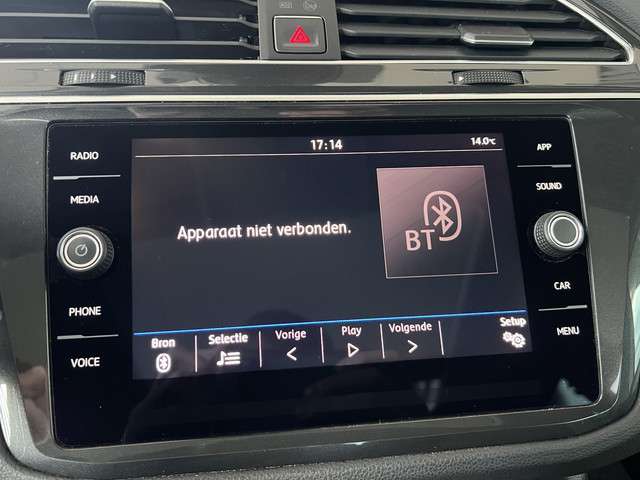 17:14
14.0°C
RADIO
MEDIA
PHONE
VOICE
Apparaat niet verbonden.
BT
Bron
Selectie
Vorige
Play
Volgende
Setup
APP
SOUND
CAR
MENU